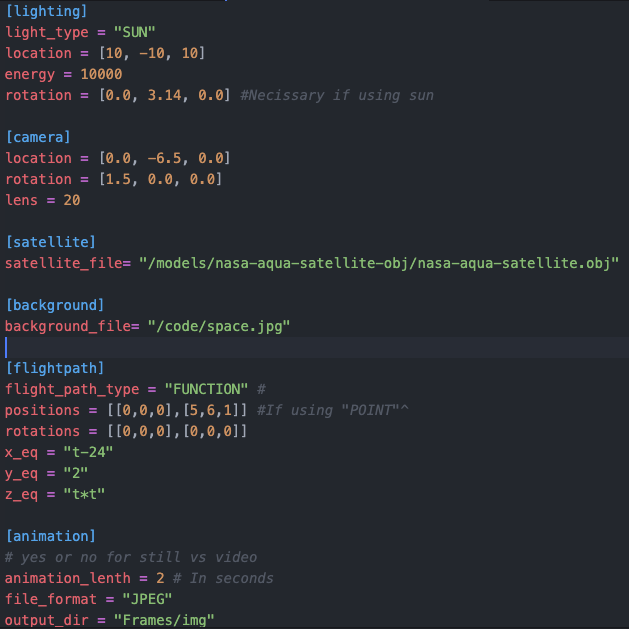 [lighting]
light_type = "SUN"
location = [10, -10, 10]
energy = 10000
rotation = [0.0, 3.14, 0.0] #Necissary if using sun
[camera]
location = [0.0, -6.5, 0.0]
rotation = [1.5, 0.0, 0.0]
lens = 20
[satellite]
satellite_file= "/models/nasa-aqua-satellite-obj/nasa-aqua-satellite.obj"
[background]
background_file= "/code/space.jpg"
[flightpath]
flight_path_type = "FUNCTION" #
positions = [[0,0,0],[5,6,1]] #If using "POINT"^
rotations = [[0,0,0],[0,0,0]]
x_eq = "t-24"
y_eq = "2"
z_eq = "t*t"
[animation]
# yes or no for still vs video
animation_lenth = 2 # In seconds
file_format = "JPEG"
output_dir = "Frames/img"